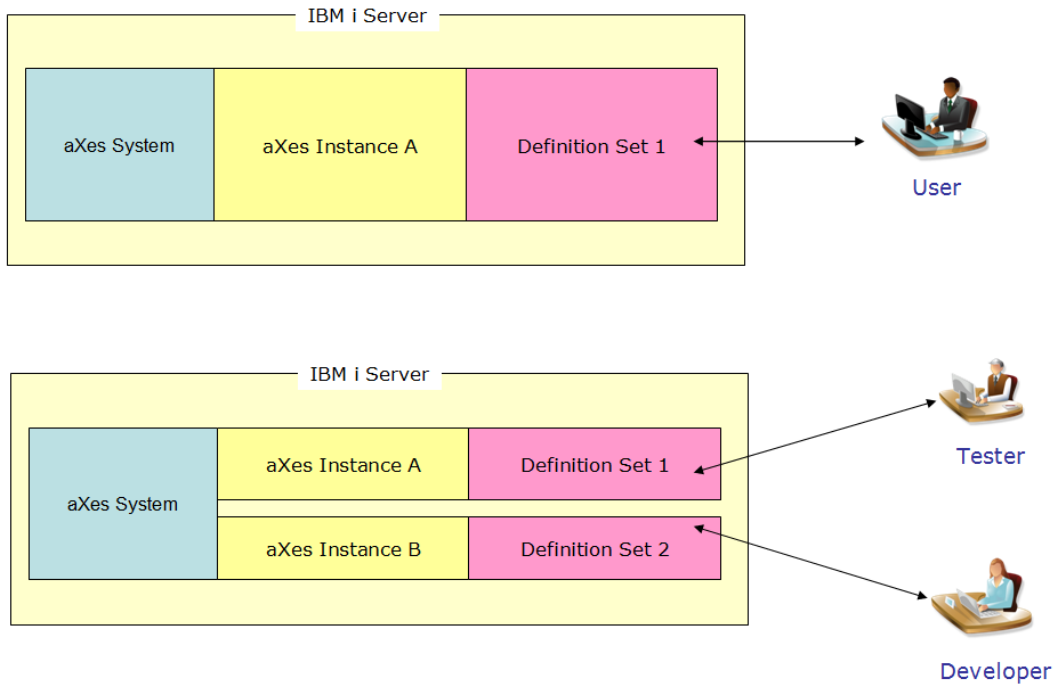 IBM i Server
aXes System
aXes Instance A
Definition Set 1
User
IBM i Server
aXes System
aXes Instance A
Definition Set 1
Tester
aXes Instance B
Definition Set 2
Developer